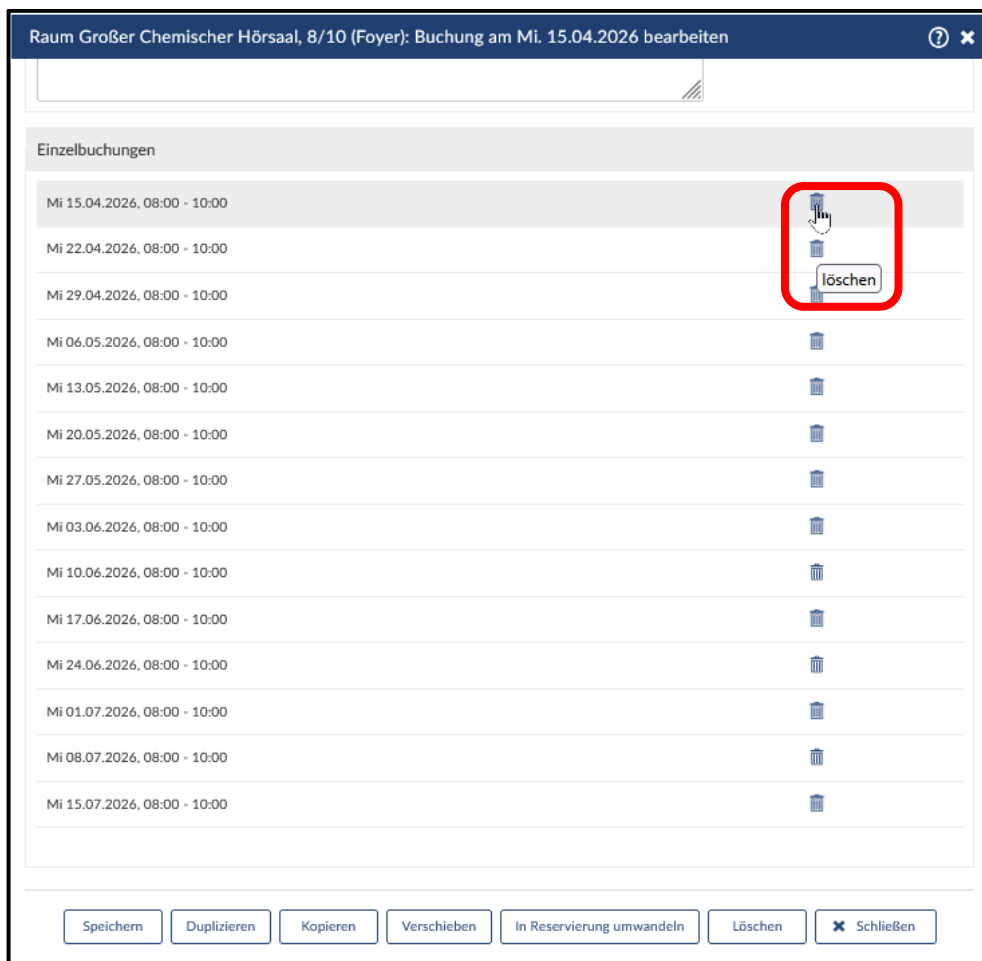 Raum Großer Chemischer Hörsaal, 8/10 (Foyer): Buchung am Mi. 15.04.2026 bearbeiten
Einzelbuchungen
Mi 15.04.2026, 08:00 - 10:00
Mi 22.04.2026, 08:00 - 10:00
löschen
Mi 29.04.2026, 08:00 - 10:00
Mi 06.05.2026, 08:00 - 10:00
Mi 13.05.2026, 08:00 - 10:00
Mi 20.05.2026, 08:00 - 10:00
Mi 27.05.2026, 08:00 - 10:00
Mi 03.06.2026, 08:00 - 10:00
Mi 10.06.2026, 08:00 - 10:00
Mi 17.06.2026, 08:00 - 10:00
Mi 24.06.2026, 08:00 - 10:00
Mi 01.07.2026, 08:00 - 10:00
Mi 08.07.2026, 08:00 - 10:00
Mi 15.07.2026, 08:00 - 10:00
Speichern Duplizieren Kopieren Verschieben In Reservierung umwandeln Löschen Schließen